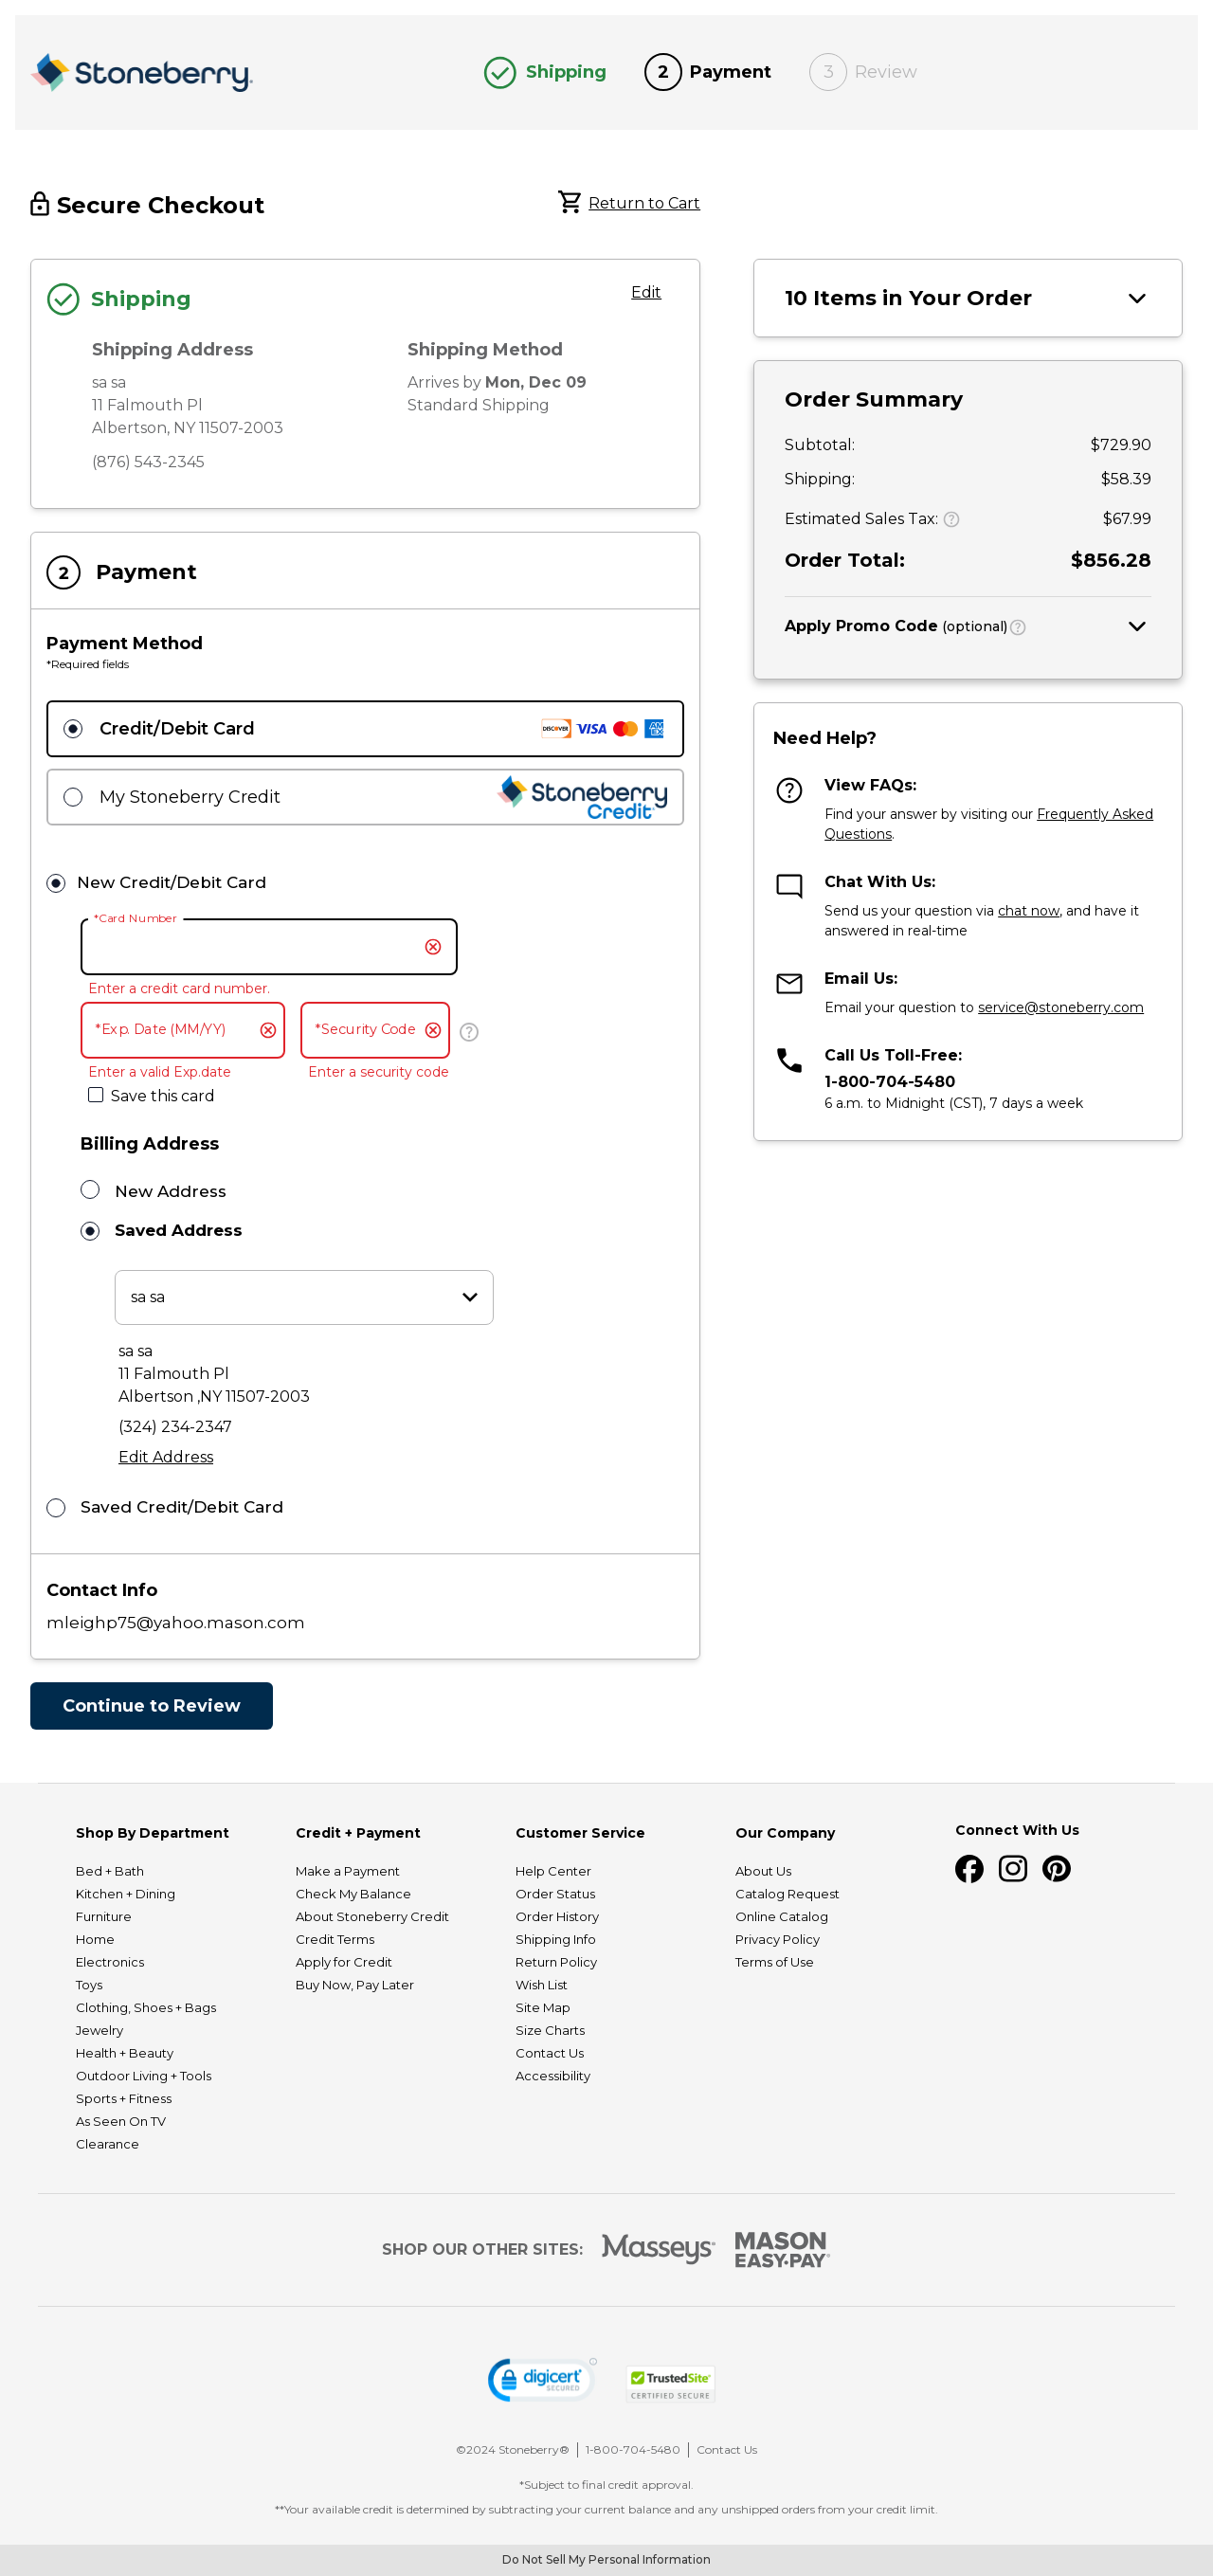 Stoneberry
Shipping
2 Payment
3 Review
Secure Checkout
Return to Cart
Shipping
Edit
Shipping Address
sa sa
11 Falmouth Pl
Albertson, NY 11507-2003
(876) 543-2345
Shipping Method
Arrives by Mon, Dec 09
Standard Shipping
2 Payment
Payment Method
*Required fields
Credit/Debit Card
DISCOVER VISA AMEX
My Stoneberry Credit
Stoneberry
Credit
New Credit/Debit Card
*Card Number
Enter a credit card number.
*Exp. Date (MM/YY)
*Security Code
Enter a valid Exp.date
Enter a security code
Save this card
Billing Address
New Address
Saved Address
sa sa
sa sa
11 Falmouth Pl
Albertson ,NY 11507-2003
(324) 234-2347
Edit Address
Saved Credit/Debit Card
Contact Info
mleighp75@yahoo.mason.com
Continue to Review
10 Items in Your Order
Order Summary
Subtotal: $729.90
Shipping: $58.39
Estimated Sales Tax: $67.99
Order Total: $856.28
Apply Promo Code (optional)
Need Help?
View FAQs:
Find your answer by visiting our Frequently Asked
Questions.
Chat With Us:
Send us your question via chat now, and have it
answered in real-time
Email Us:
Email your question to service@stoneberry.com
Call Us Toll-Free:
1-800-704-5480
6 a.m. to Midnight (CST), 7 days a week
Shop By Department
Bed + Bath
Kitchen + Dining
Furniture
Home
Electronics
Toys
Clothing, Shoes + Bags
Jewelry
Health + Beauty
Outdoor Living + Tools
Sports + Fitness
As Seen On TV
Clearance
Credit + Payment
Make a Payment
Check My Balance
About Stoneberry Credit
Credit Terms
Apply for Credit
Buy Now, Pay Later
Customer Service
Help Center
Order Status
Order History
Shipping Info
Return Policy
Wish List
Site Map
Size Charts
Contact Us
Accessibility
Our Company
About Us
Catalog Request
Online Catalog
Privacy Policy
Terms of Use
Connect With Us
SHOP OUR OTHER SITES:
Masseys
MASON
EASY•PAY
digicert
SECURED
TrustedSite
CERTIFIED SECURE
©2024 Stoneberry® | 1-800-704-5480 | Contact Us
*Subject to final credit approval.
**Your available credit is determined by subtracting your current balance and any unshipped orders from your credit limit.
Do Not Sell My Personal Information